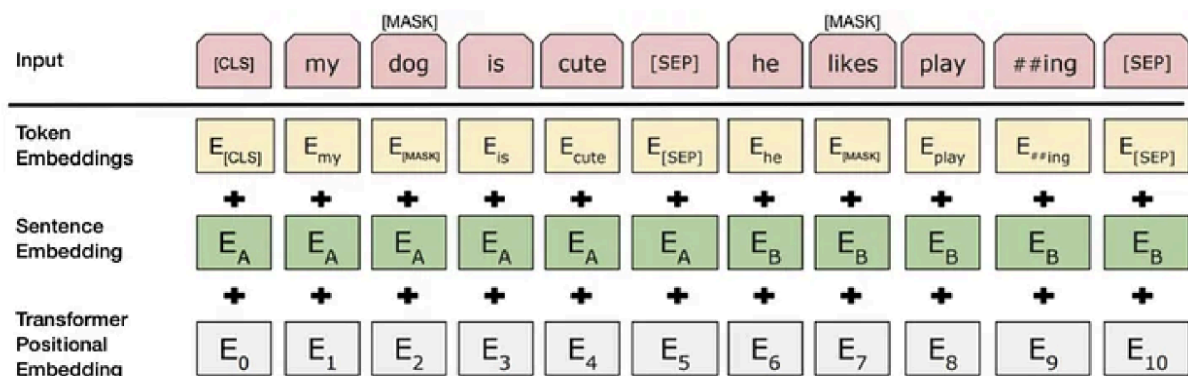 [MASK] [MASK]
Input [CLS] my dog is cute [SEP] he likes play ##ing [SEP]
Token
Embeddings
E[CLS] Emy E[MASK] Eis Ecute E[SEP] Ehe E[MASK] Eplay E##ing E[SEP]
+ + + + + + + + + + +
Sentence
Embedding
EA EA EA EA EA EA EB EB EB EB EB
+ + + + + + + + + + +
Transformer
Positional
Embedding
E0 E1 E2 E3 E4 E5 E6 E7 E8 E9 E10